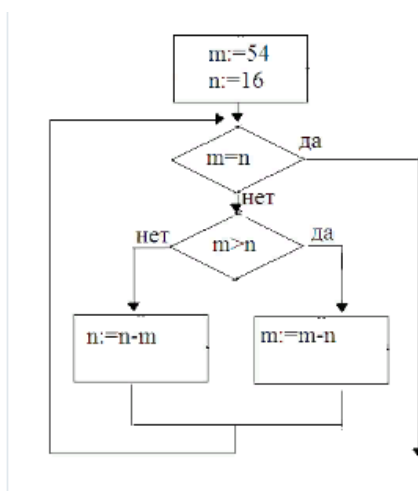 m:=54
n:=16
m=n
да
нет
нет
m>n
да
n:=n-m
m:=m-n